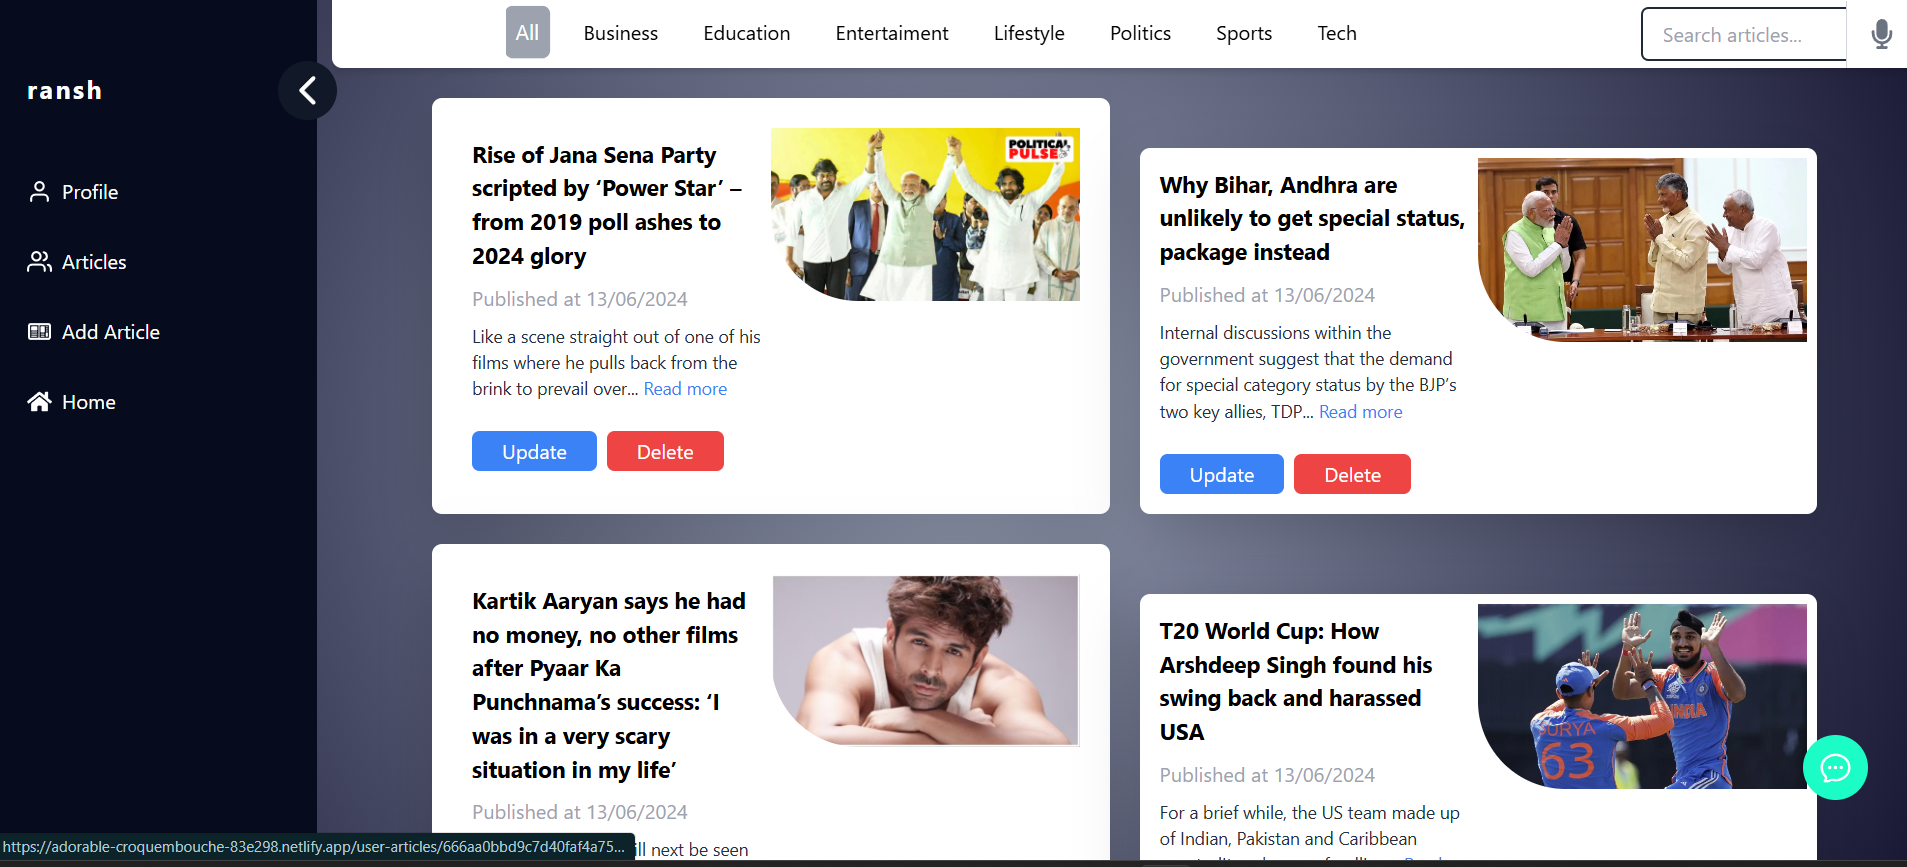 ransh
Profile
Articles
Add Article
Home
All Business Education Entertaiment Lifestyle Politics Sports Tech
Search articles...
Rise of Jana Sena Party
scripted by ‘Power Star’ –
from 2019 poll ashes to
2024 glory
Published at 13/06/2024
Like a scene straight out of one of his
films where he pulls back from the
brink to prevail over... Read more
Update Delete
POLITICAL
PULSE
Why Bihar, Andhra are
unlikely to get special status,
package instead
Published at 13/06/2024
Internal discussions within the
government suggest that the demand
for special category status by the BJP’s
two key allies, TDP... Read more
Update Delete
Kartik Aaryan says he had
no money, no other films
after Pyaar Ka
Punchnama’s success: ‘I
was in a very scary
situation in my life’
Published at 13/06/2024
ill next be seen
T20 World Cup: How
Arshdeep Singh found his
swing back and harassed
USA
Published at 13/06/2024
For a brief while, the US team made up
of Indian, Pakistan and Caribbean
SURYA
63
INDIA
https://adorable-croquembouche-83e298.netlify.app/user-articles/666aa0bbd9c7d40faf4a75...